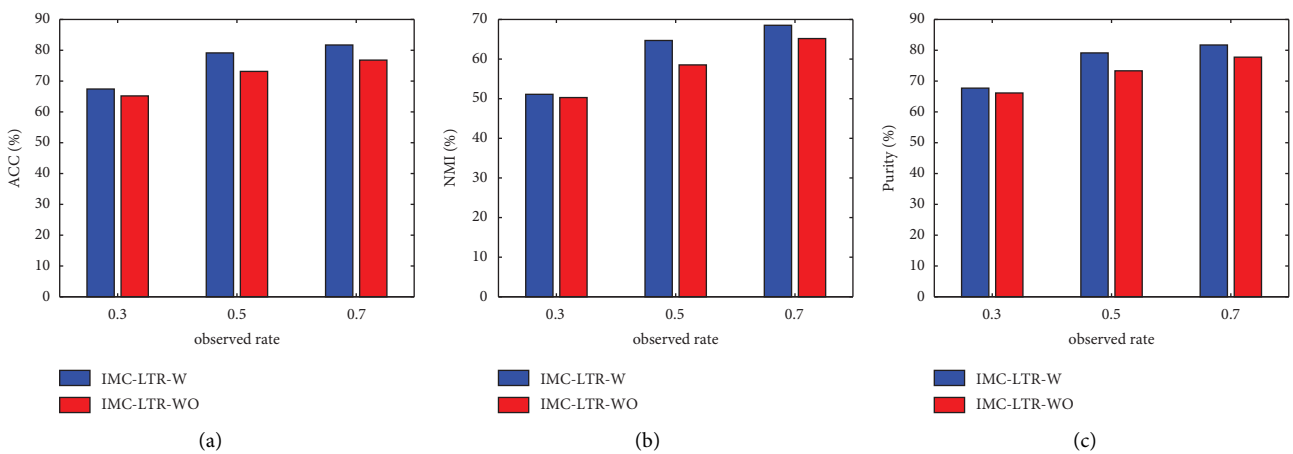 90
80
70
60
50
40
30
20
10
0
ACC (%)
0.3 0.5 0.7
observed rate
IMC-LTR-W
IMC-LTR-WO
(a)
70
60
50
40
30
20
10
0
NMI (%)
0.3 0.5 0.7
observed rate
IMC-LTR-W
IMC-LTR-WO
(b)
90
80
70
60
50
40
30
20
10
0
Purity (%)
0.3 0.5 0.7
observed rate
IMC-LTR-W
IMC-LTR-WO
(c)